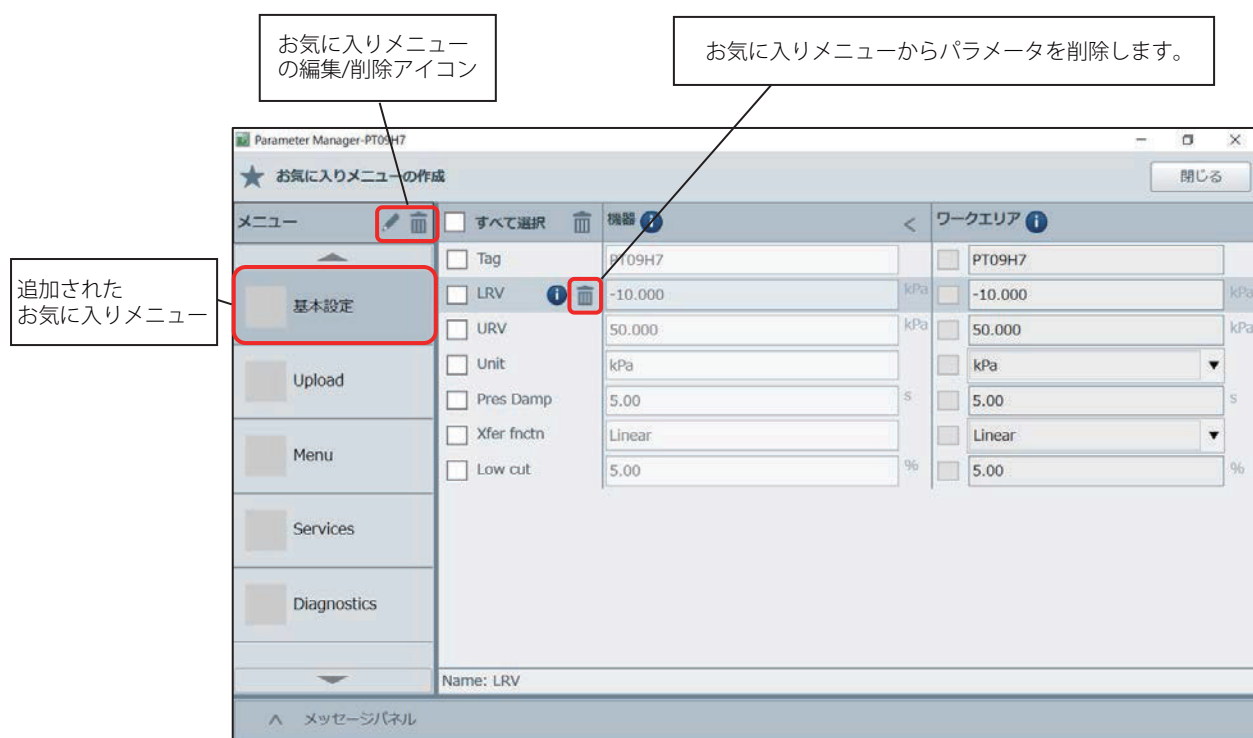 お気に入りメニュー
の編集/削除アイコン
お気に入りメニューからパラメータを削除します。
Parameter Manager-PT09H7
お気に入りメニューの作成
閉じる
メニュー
すべて選択
機器
<
ワークエリア
追加された
お気に入りメニュー
基本設定
Upload
Menu
Services
Diagnostics
Tag
PT09H7
PT09H7
LRV
-10.000
kPa
-10.000
kPa
URV
50.000
kPa
50.000
kPa
Unit
kPa
kPa
Pres Damp
5.00
s
5.00
s
Xfer fnctn
Linear
Linear
Low cut
5.00
%
5.00
%
Name: LRV
メッセージパネル